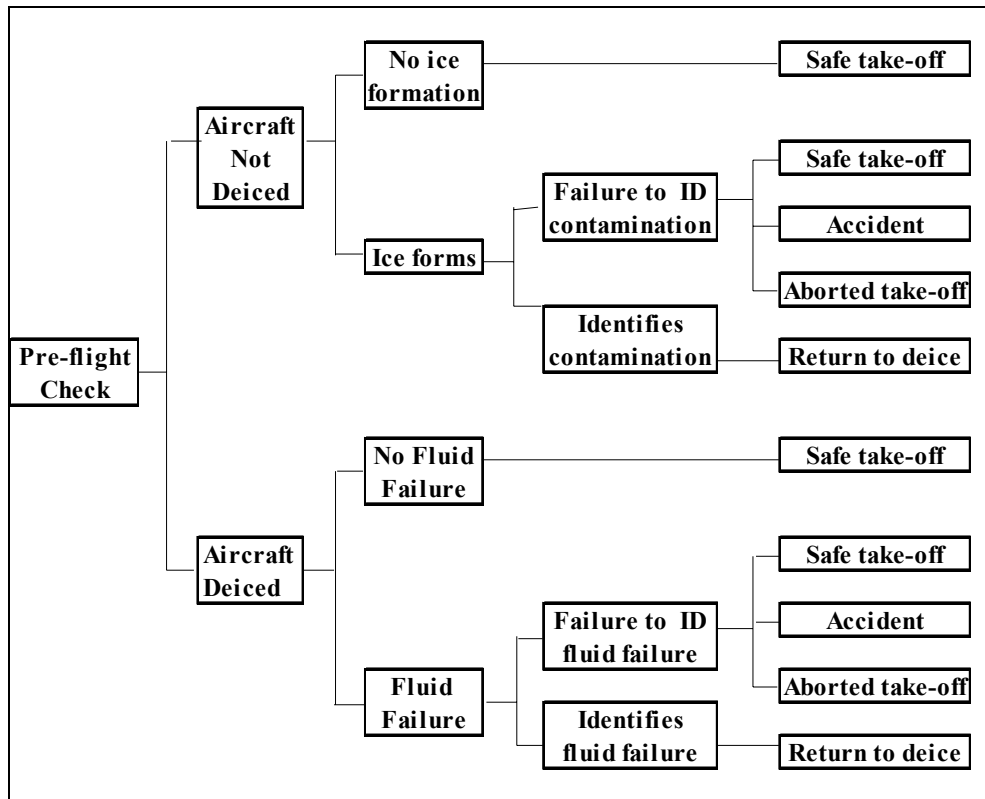 No ice
formation
Safe take-off
Aircraft
Not
Deiced
Safe take-off
Failure to ID
contamination
Accident
Ice forms
Aborted take-off
Identifies
contamination
Return to deice
Pre-flight
Check
No Fluid
Failure
Safe take-off
Aircraft
Deiced
Safe take-off
Failure to ID
fluid failure
Accident
Fluid
Failure
Aborted take-off
Identifies
fluid failure
Return to deice